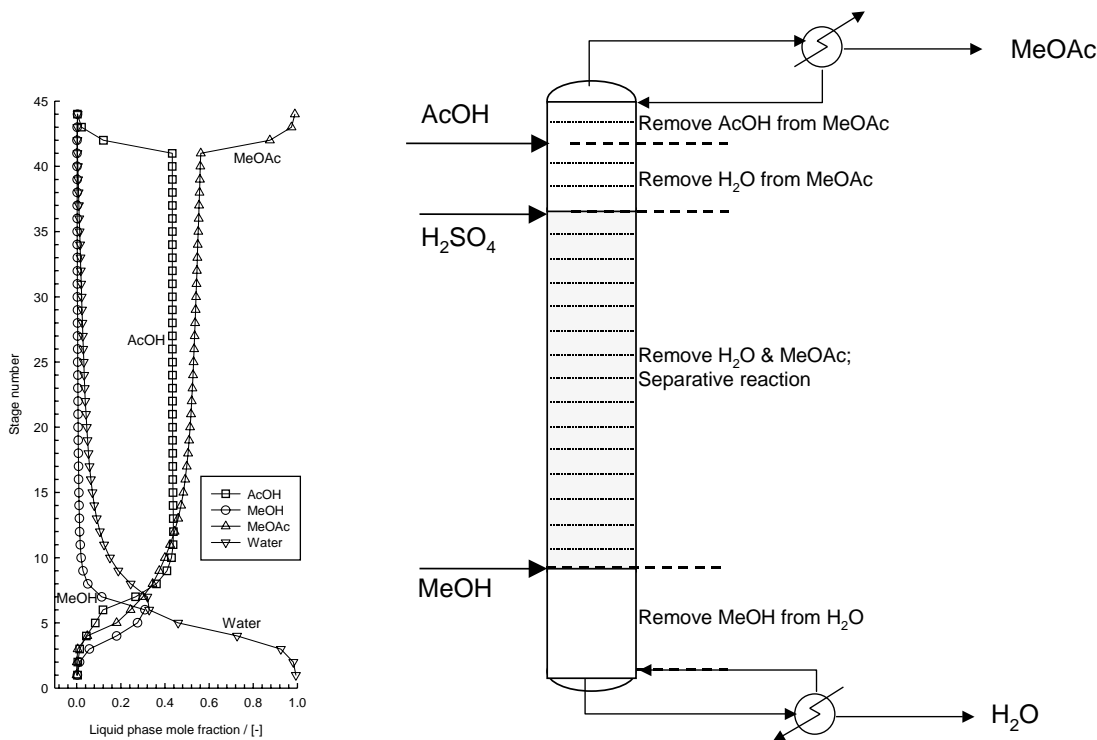 45
40
35
30
25
20
15
10
5
0
Stage number
0.0
0.2
0.4
0.6
0.8
1.0
Liquid phase mole fraction / [-]
MeOAc
AcOH
AcOH
MeOH
MeOAc
Water
MeOH
Water
MeOAc
AcOH
Remove AcOH from MeOAc
Remove H₂O from MeOAc
H₂SO₄
Remove H₂O & MeOAc;
Separative reaction
MeOH
Remove MeOH from H₂O
H₂O